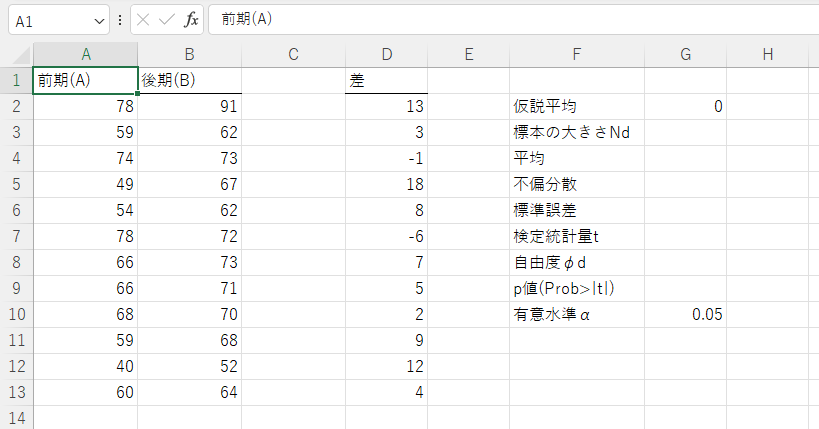 A1 fx 前期(A)
A B C D E F G H
1 前期(A) 後期(B) 差
2 78 91 13 仮説平均 0
3 59 62 3 標本の大きさNd
4 74 73 -1 平均
5 49 67 18 不偏分散
6 54 62 8 標準誤差
7 78 72 -6 検定統計量t
8 66 73 7 自由度φd
9 66 71 5 p値(Prob>|t|)
10 68 70 2 有意水準α 0.05
11 59 68 9
12 40 52 12
13 60 64 4
14